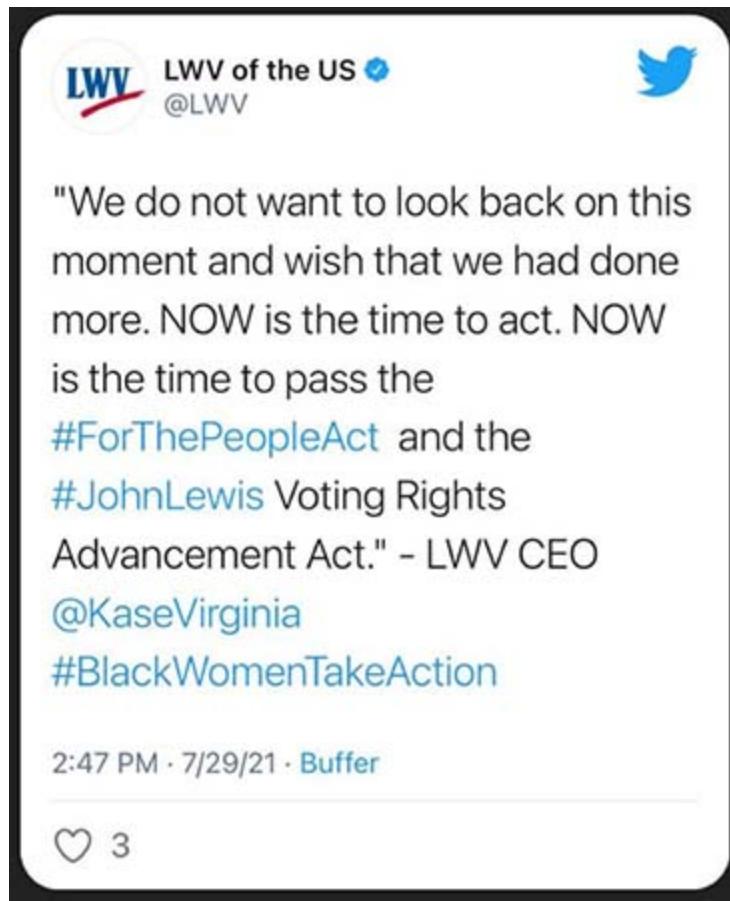 LWV
LWV of the US
@LWV
"We do not want to look back on this
moment and wish that we had done
more. NOW is the time to act. NOW
is the time to pass the
#ForThePeopleAct and the
#JohnLewis Voting Rights
Advancement Act." - LWV CEO
@KaseVirginia
#BlackWomenTakeAction
2:47 PM · 7/29/21 · Buffer
3